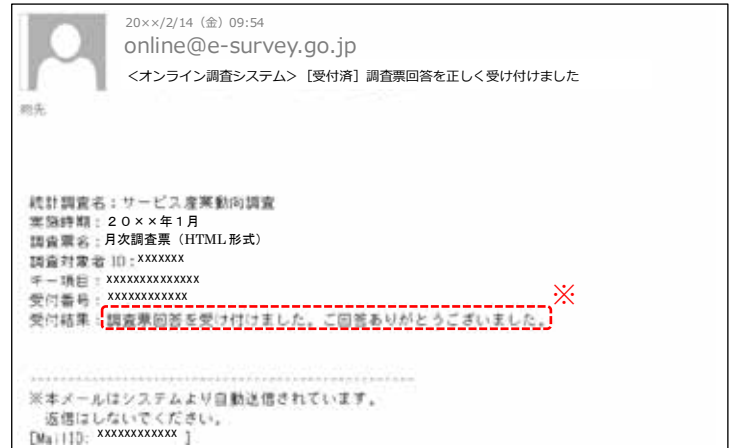 20××/2/14（金）09:54
online@e-survey.go.jp
＜オンライン調査システム＞［受付済］調査票回答を正しく受け付けました
宛先
統計調査名：サービス産業動向調査
実施時期：２０××年１月
調査票名：月次調査票（HTML形式）
調査対象者 ID：xxxxxxx
キー項目：xxxxxxxxxxxxxx
受付番号：xxxxxxxxxxxx
受付結果：調査票回答を受け付けました。ご回答ありがとうございました。
※
※本メールはシステムより自動送信されています。
返信はしないでください。
[MailID: xxxxxxxxxxxx ]